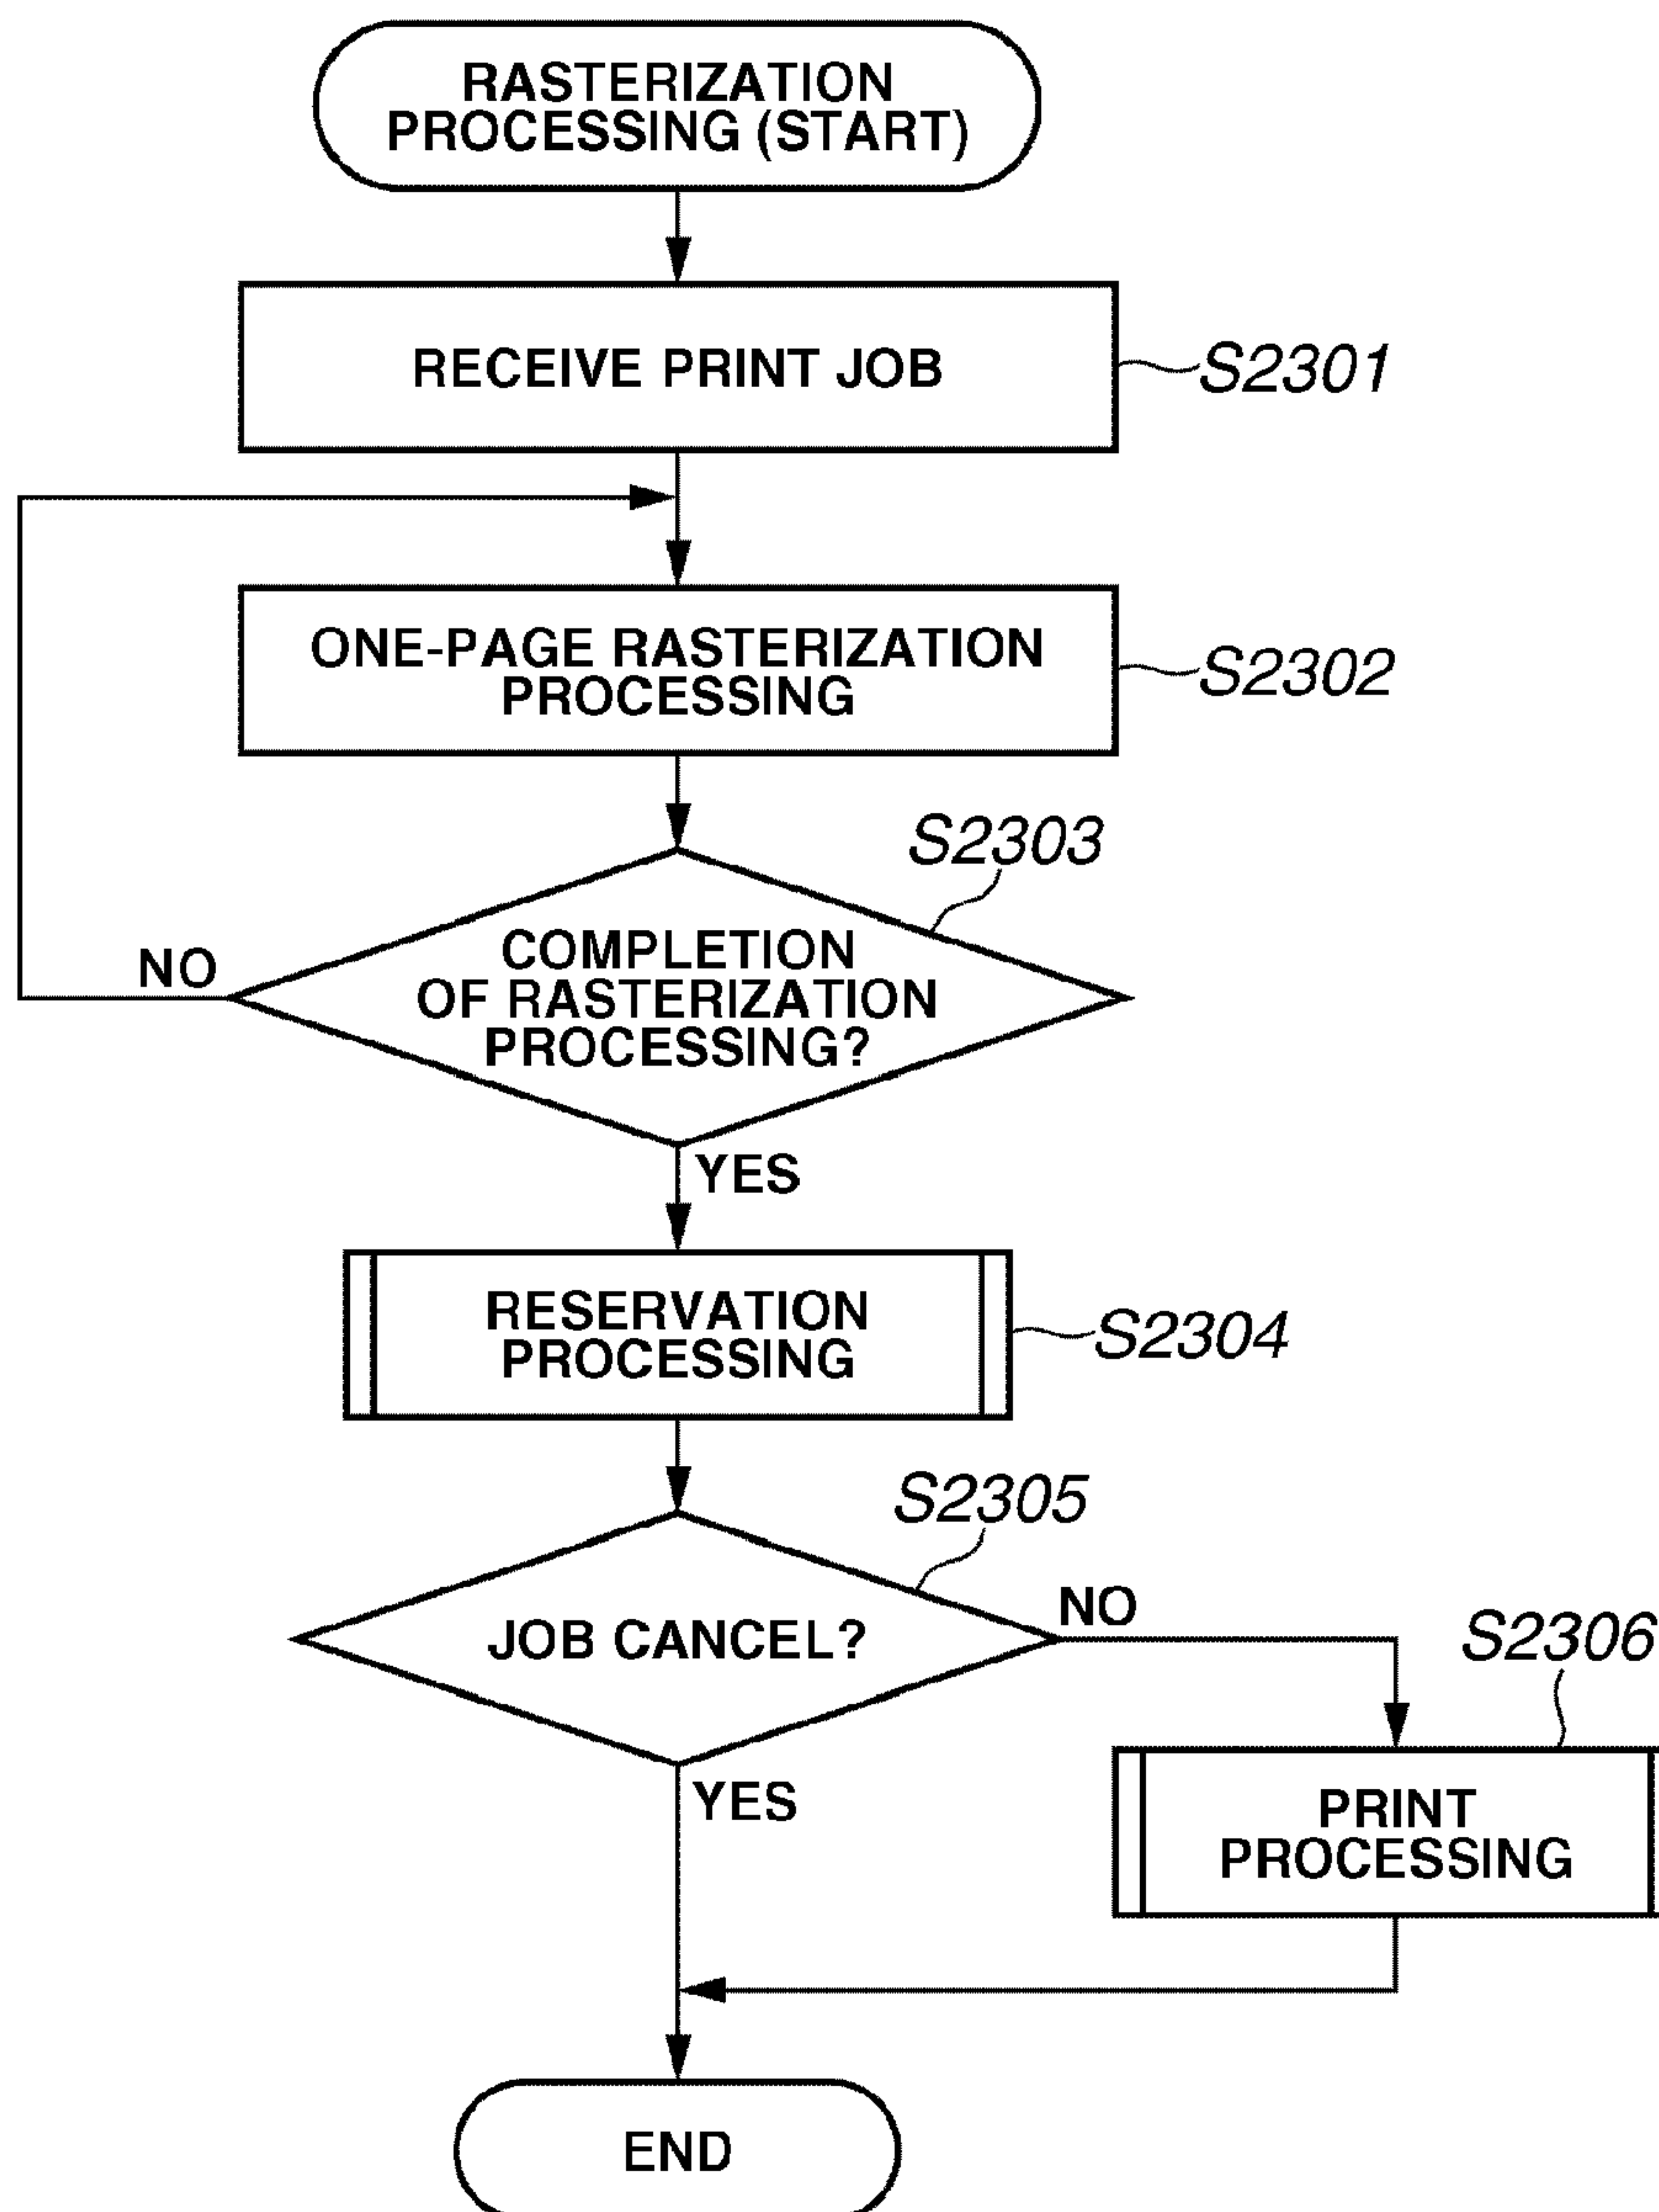 RASTERIZATION
PROCESSING (START)
RECEIVE PRINT JOB
S2301
ONE-PAGE RASTERIZATION
PROCESSING
S2302
S2303
COMPLETION
OF RASTERIZATION
PROCESSING?
NO
YES
RESERVATION
PROCESSING
S2304
S2305
JOB CANCEL?
NO
S2306
YES
PRINT
PROCESSING
END